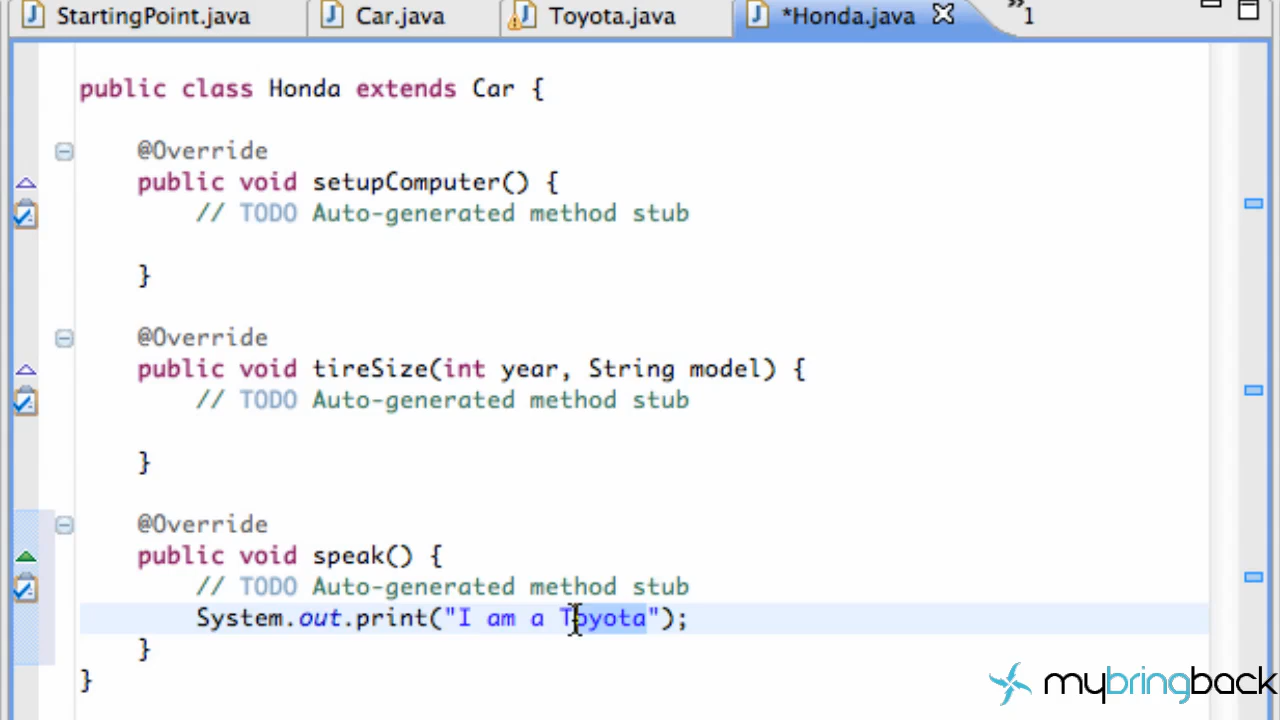 StartingPoint.java Car.java Toyota.java *Honda.java »1
public class Honda extends Car {
@Override
public void setupComputer() {
// TODO Auto-generated method stub
}
@Override
public void tireSize(int year, String model) {
// TODO Auto-generated method stub
}
@Override
public void speak() {
// TODO Auto-generated method stub
System.out.print("I am a Toyota");
}
}
mybringback